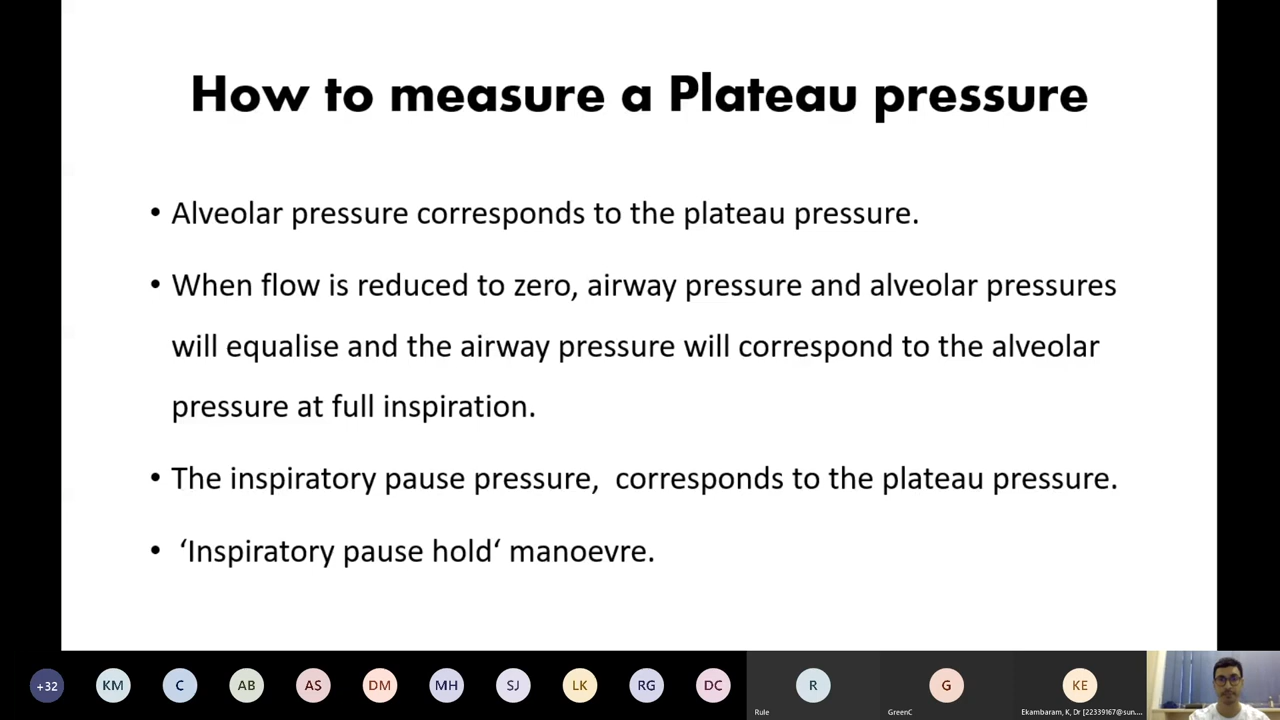 How to measure a Plateau pressure
• Alveolar pressure corresponds to the plateau pressure.
• When flow is reduced to zero, airway pressure and alveolar pressures
will equalise and the airway pressure will correspond to the alveolar
pressure at full inspiration.
• The inspiratory pause pressure,  corresponds to the plateau pressure.
• ‘Inspiratory pause hold‘ manoevre.
+32 KM C AB AS DM MH SJ LK RG DC R G KE
Rule GreenC Ekambaram, K, Dr [22339167@sun....